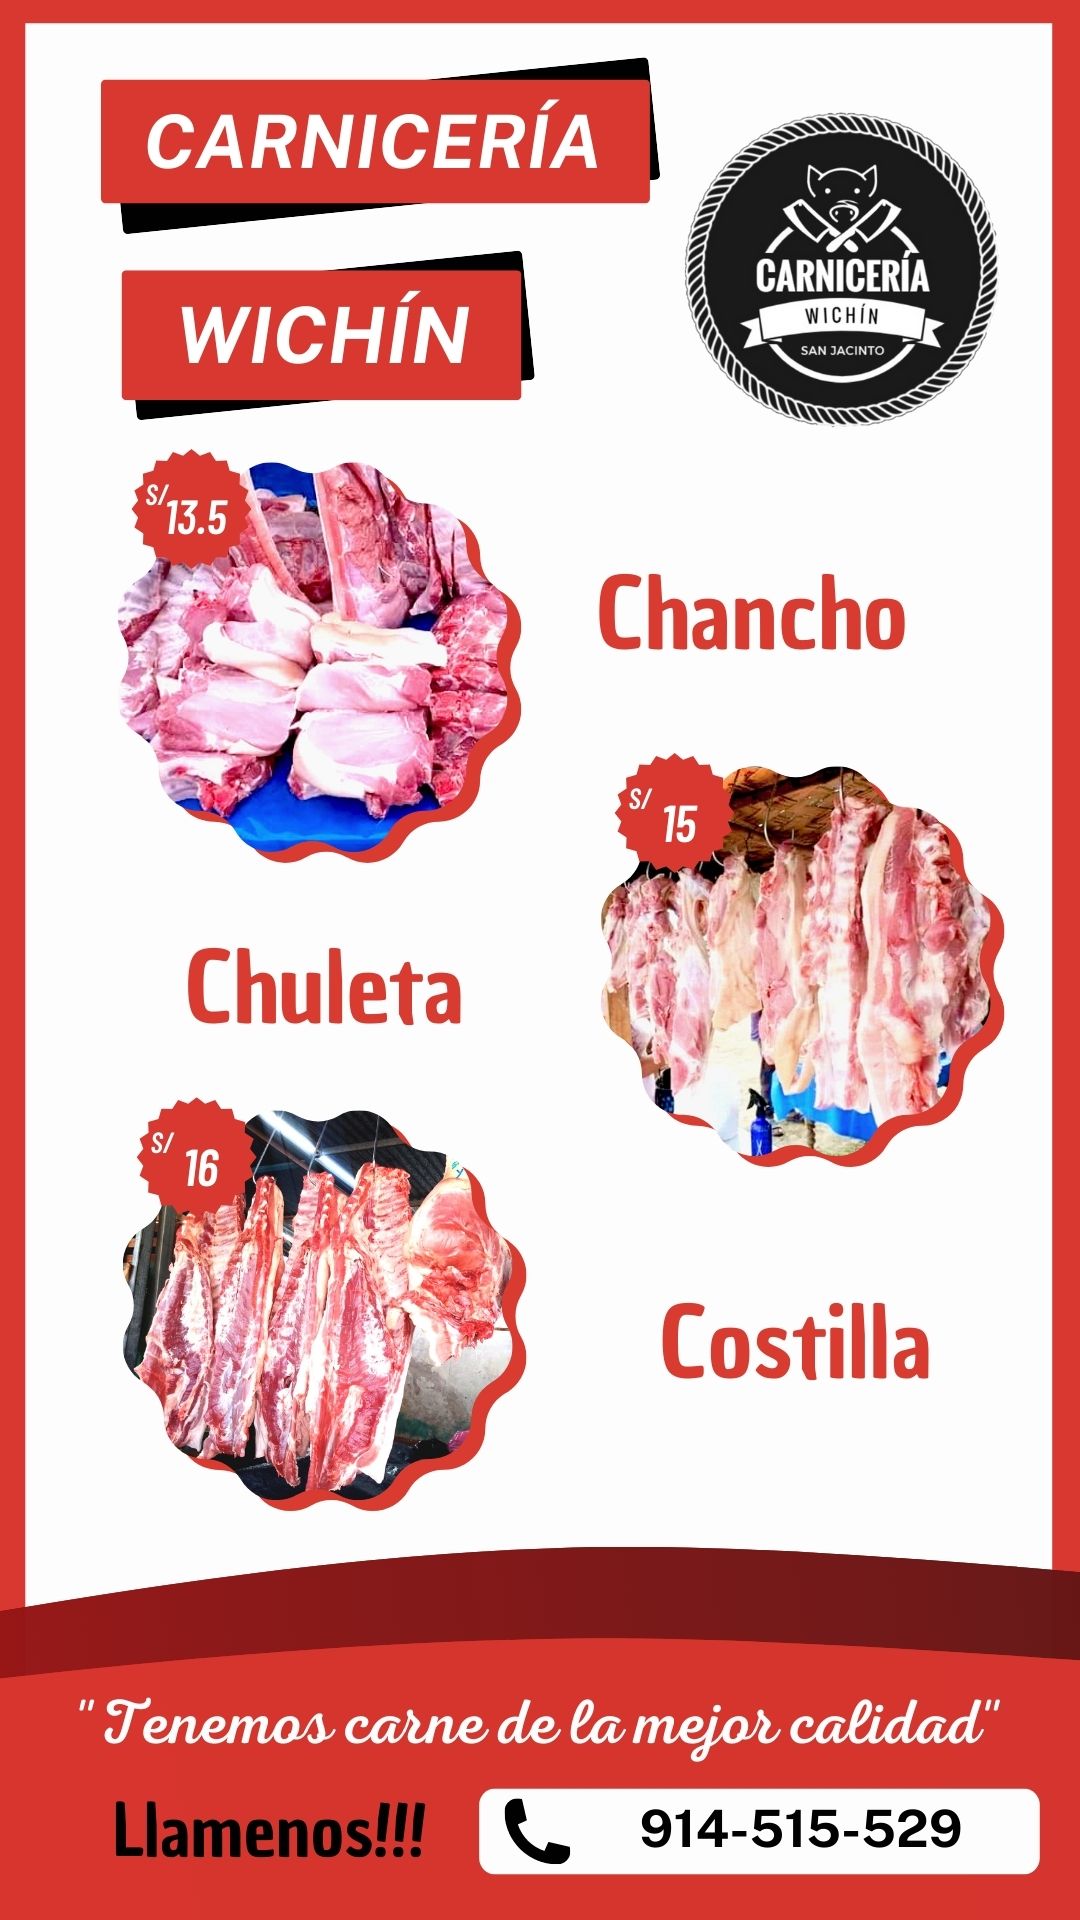 CARNICERÍA
WICHÍN
CARNICERÍA
WICHÍN
SAN JACINTO
S/13.5
Chancho
S/ 15
Chuleta
S/ 16
Costilla
"Tenemos carne de la mejor calidad"
Llamenos!!!
914-515-529